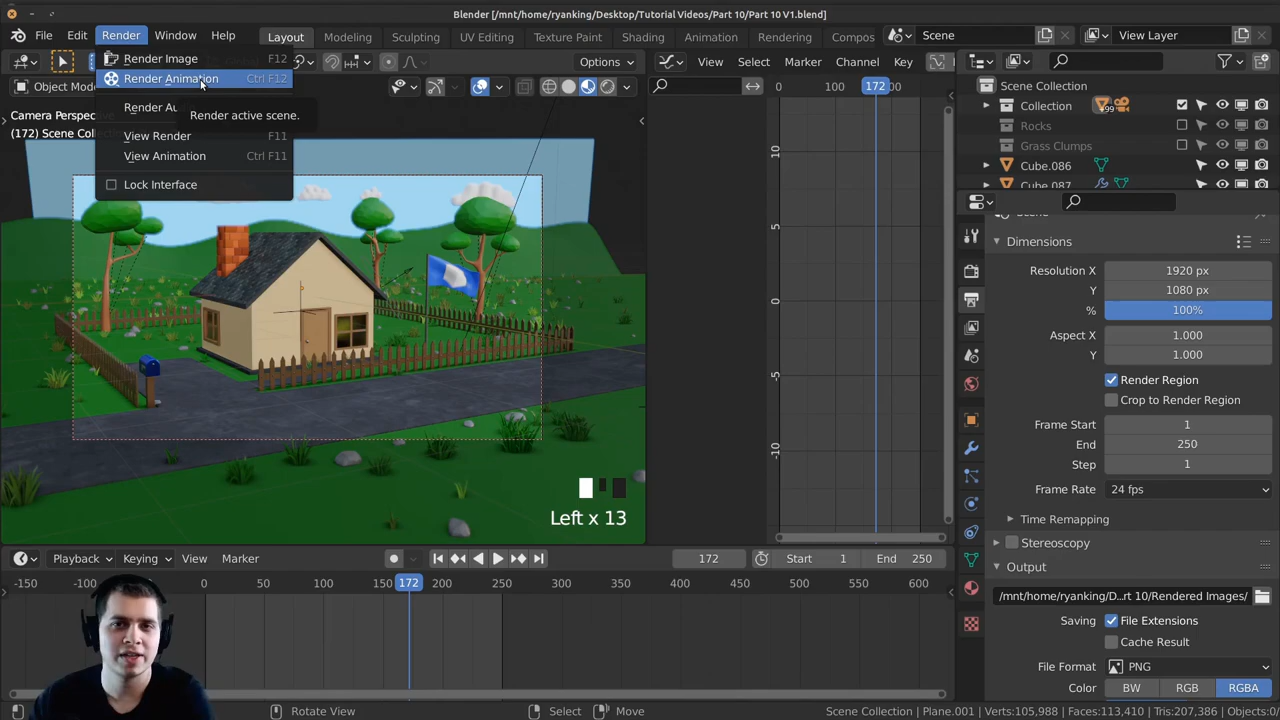 Blender [/mnt/home/ryanking/Desktop/Tutorial Videos/Part 10/Part 10 V1.blend]
File Edit Render Window Help Layout Modeling Sculpting UV Editing Texture Paint Shading Animation Rendering Compos Scene View Layer
Render Image F12
Options View Select Marker Channel Key
Render Animation Ctrl F12
Object Mod 0 100 172 Scene Collection
Render Au
Render active scene.
Collection 99
Camera Perspe
Rocks
(172) Scene Colle
View Render F11
Grass Clumps
View Animation Ctrl F11
Cube.086
Lock Interface
Cube.087
10
5
0
-5
-10
Dimensions
Resolution X 1920 px
Y 1080 px
% 100%
Aspect X 1.000
Y 1.000
Render Region
Crop to Render Region
Frame Start 1
End 250
Step 1
Frame Rate 24 fps
Time Remapping
Stereoscopy
Output
/mnt/home/ryanking/D...rt 10/Rendered Images/
Saving File Extensions
Cache Result
File Format PNG
Color BW RGB RGBA
Left x 13
Playback Keying View Marker 172 Start 1 End 250
-150 -100 0 50 100 150 172 200 250 300 350 400 450 500 550 600
Rotate View Select Move Scene Collection | Plane.001 | Verts:105,988 | Faces:113,410 | Tris:207,386 | Objects:0/